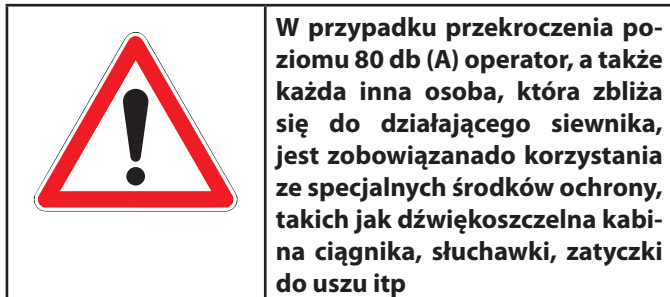 W przypadku przekroczenia po-
ziomu 80 db (A) operator, a także
każda inna osoba, która zbliża
się do działającego siewnika,
jest zobowiązanado korzystania
ze specjalnych środków ochrony,
takich jak dźwiękoszczelna kabi-
na ciągnika, słuchawki, zatyczki
do uszu itp